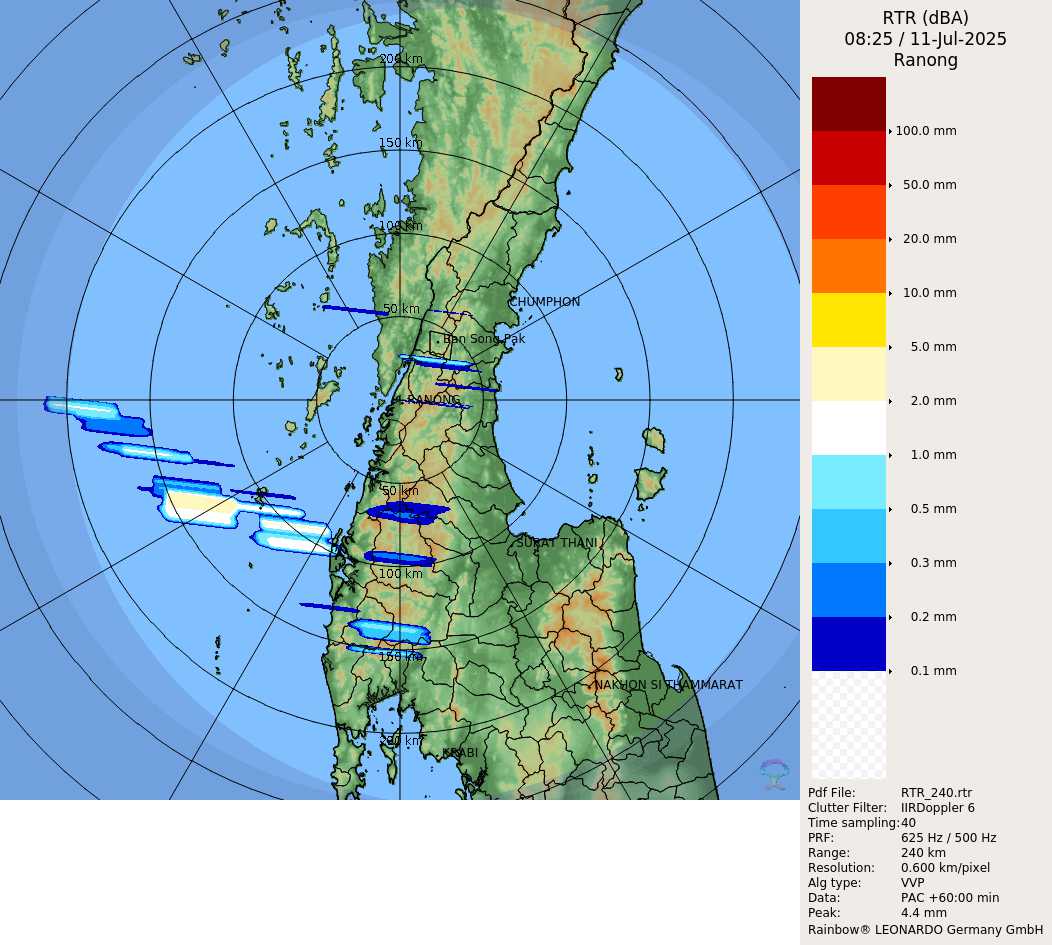 RTR (dBA)
08:25 / 11-Jul-2025
Ranong
100.0 mm
50.0 mm
20.0 mm
10.0 mm
5.0 mm
2.0 mm
1.0 mm
0.5 mm
0.3 mm
0.2 mm
0.1 mm
Pdf File: RTR_240.rtr
Clutter Filter: IIRDoppler 6
Time sampling:40
PRF: 625 Hz / 500 Hz
Range: 240 km
Resolution: 0.600 km/pixel
Alg type: VVP
Data: PAC +60:00 min
Peak: 4.4 mm
Rainbow® LEONARDO Germany GmbH
200 km
150 km
100 km
CHUMPHON
50 km
Ban Song Pak
RANONG
50 km
SURAT THANI
100 km
150 km
NAKHON SI THAMMARAT
200 km
KRABI